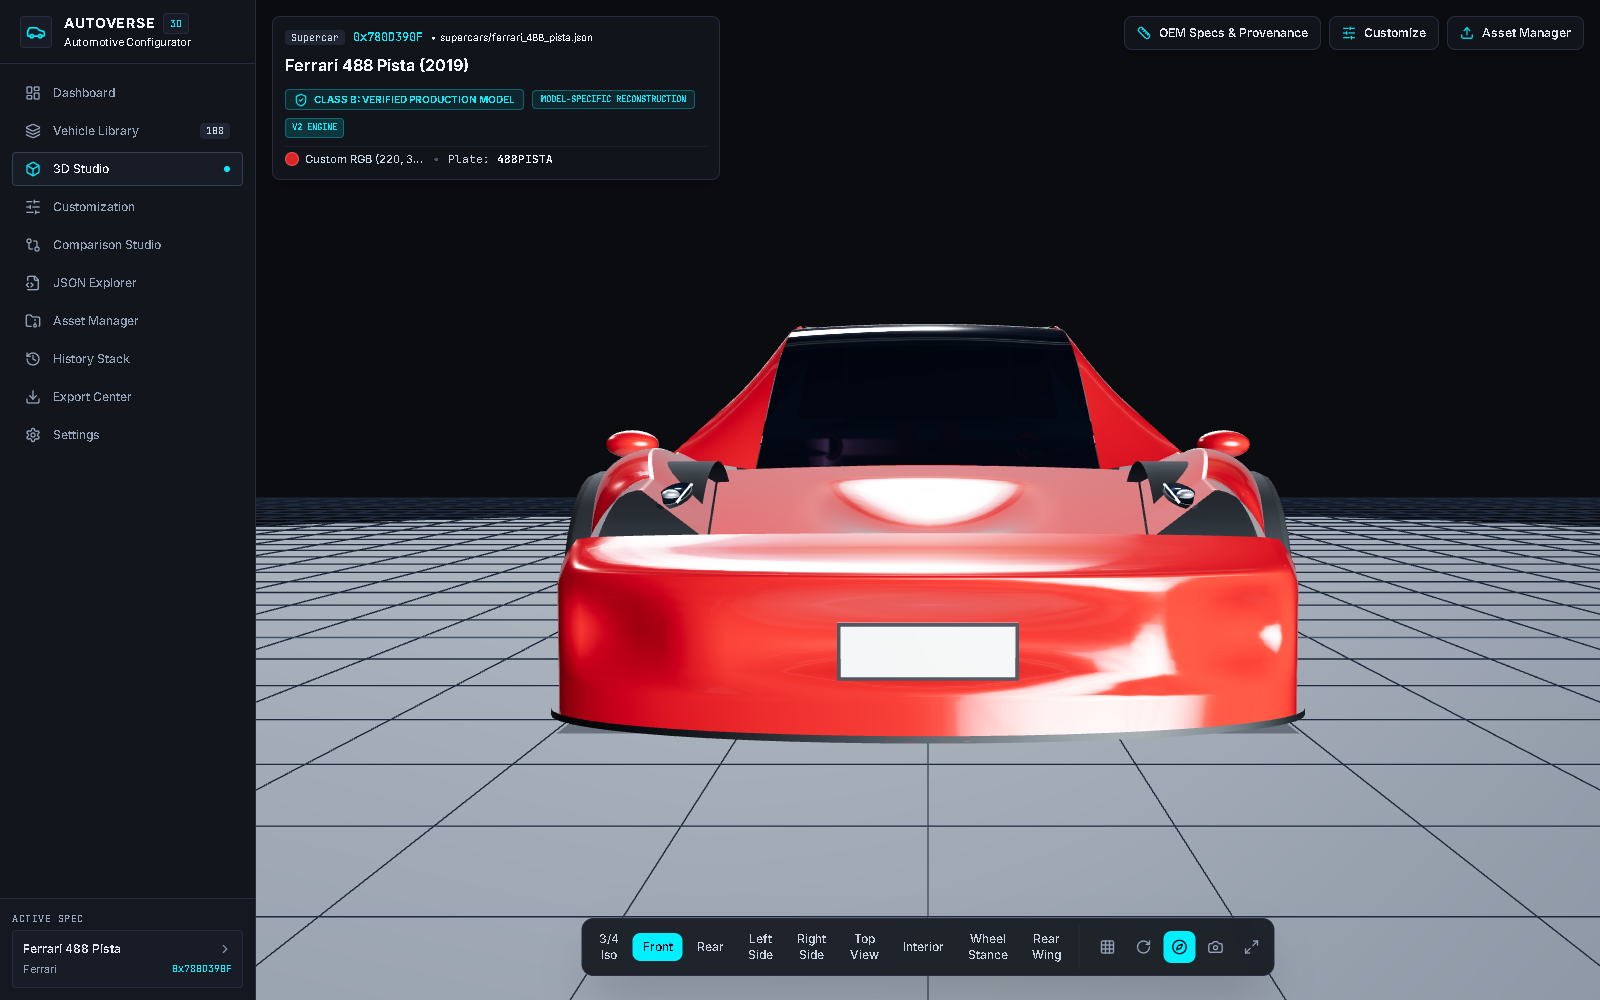 AUTOVERSE 3D
Automotive Configurator
Dashboard
Vehicle Library 188
3D Studio
Customization
Comparison Studio
JSON Explorer
Asset Manager
History Stack
Export Center
Settings
ACTIVE SPEC
Ferrari 488 Pista
Ferrari 0x780D390F
Supercar 0x780D390F • supercars/ferrari_488_pista.json
Ferrari 488 Pista (2019)
CLASS B: VERIFIED PRODUCTION MODEL MODEL-SPECIFIC RECONSTRUCTION
V2 ENGINE
Custom RGB (220, 3... • Plate: 488PISTA
OEM Specs & Provenance Customize Asset Manager
3/4 Iso Front Rear Left Side Right Side Top View Interior Wheel Stance Rear Wing